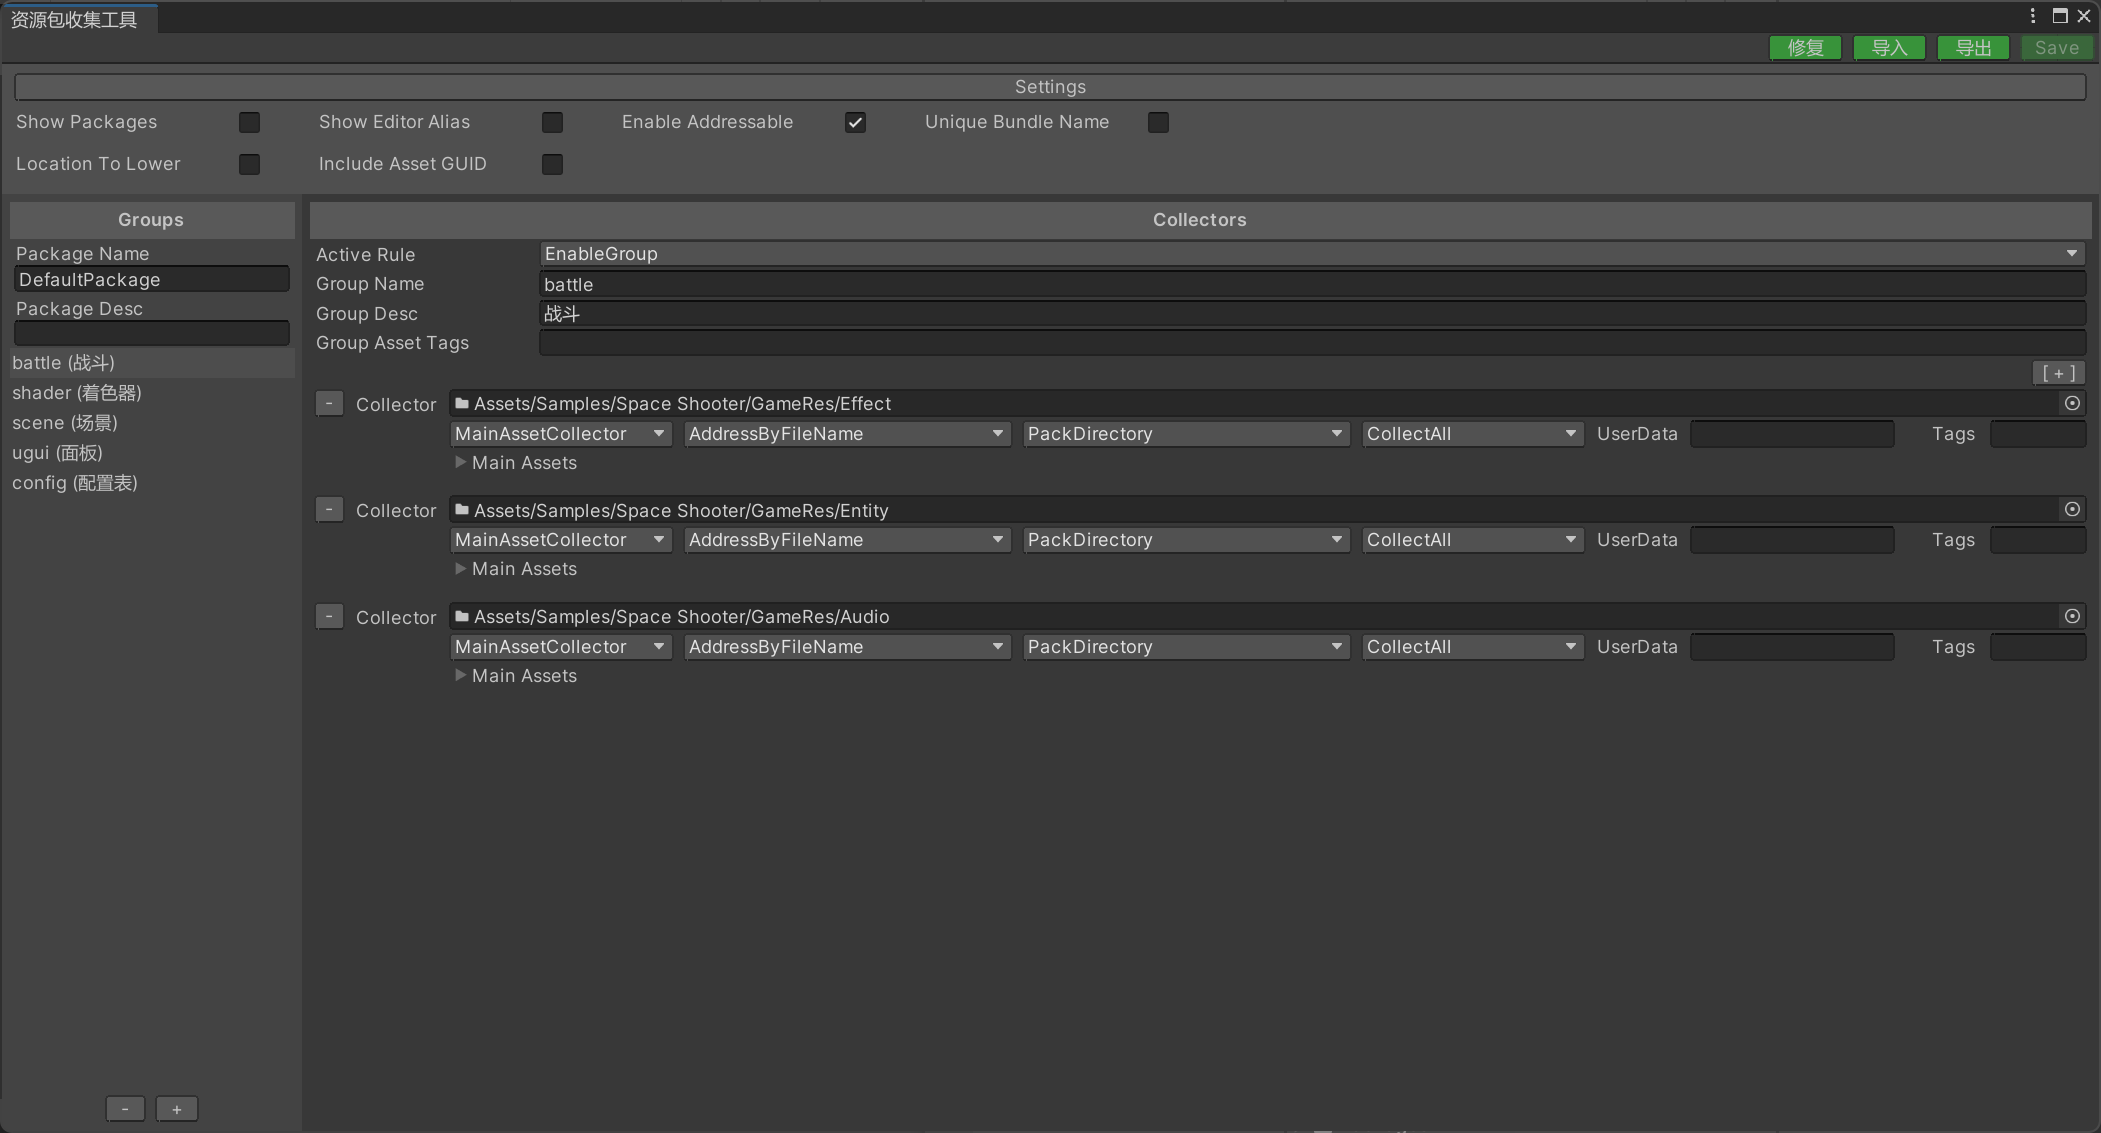 资源包收集工具
修复 导入 导出 Save
Settings
Show Packages Show Editor Alias Enable Addressable Unique Bundle Name
Location To Lower Include Asset GUID
Groups
Package Name
DefaultPackage
Package Desc
battle (战斗)
shader (着色器)
scene (场景)
ugui (面板)
config (配置表)
- +
Collectors
Active Rule EnableGroup
Group Name battle
Group Desc 战斗
Group Asset Tags
[ + ]
- Collector Assets/Samples/Space Shooter/GameRes/Effect
MainAssetCollector AddressByFileName PackDirectory CollectAll UserData Tags
Main Assets
- Collector Assets/Samples/Space Shooter/GameRes/Entity
MainAssetCollector AddressByFileName PackDirectory CollectAll UserData Tags
Main Assets
- Collector Assets/Samples/Space Shooter/GameRes/Audio
MainAssetCollector AddressByFileName PackDirectory CollectAll UserData Tags
Main Assets